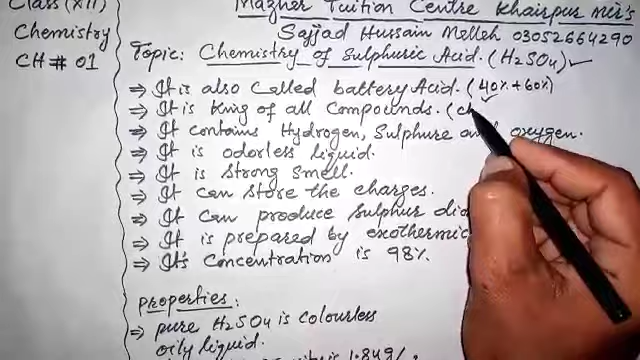 Class (XII)
Chemistry
CH # 01
Mazher Tuition Centre Khairpur Mir's
Sajjad Hussain Melleh 03052664290
Topic: Chemistry of Sulphuric Acid. (H2SO4)
⇒ It is also Called battery Acid. (40% + 60%)
⇒ It is King of all Compounds. (
⇒ It contains Hydrogen, Sulphure and oxygen.
⇒ It is odorless liquid.
⇒ It is strong smell.
⇒ It can store the charges.
⇒ It can produce Sulphur
⇒ It is prepared by exothermic
⇒ It's Concentration is 98%.
Properties:
⇒ pure H2SO4 is colourless
oily liquid.